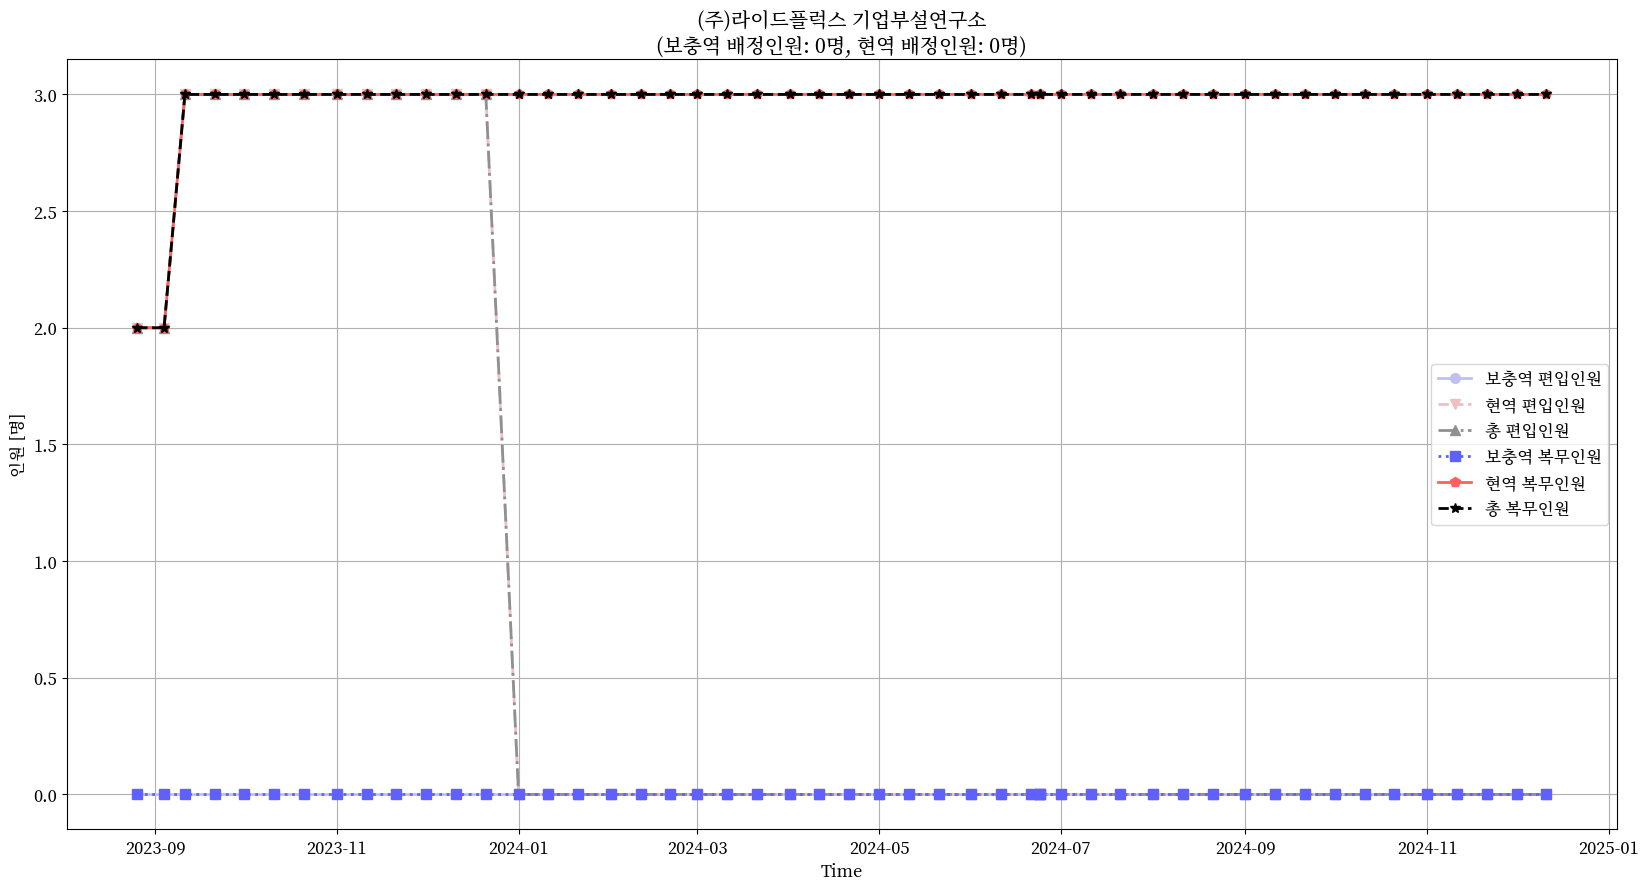 (주)라이드플럭스 기업부설연구소
(보충역 배정인원: 0명, 현역 배정인원: 0명)
3.0
2.5
2.0
1.5
1.0
0.5
0.0
인원 [명]
보충역 편입인원
현역 편입인원
총 편입인원
보충역 복무인원
현역 복무인원
총 복무인원
2023-09
2023-11
2024-01
2024-03
2024-05
2024-07
2024-09
2024-11
2025-01
Time